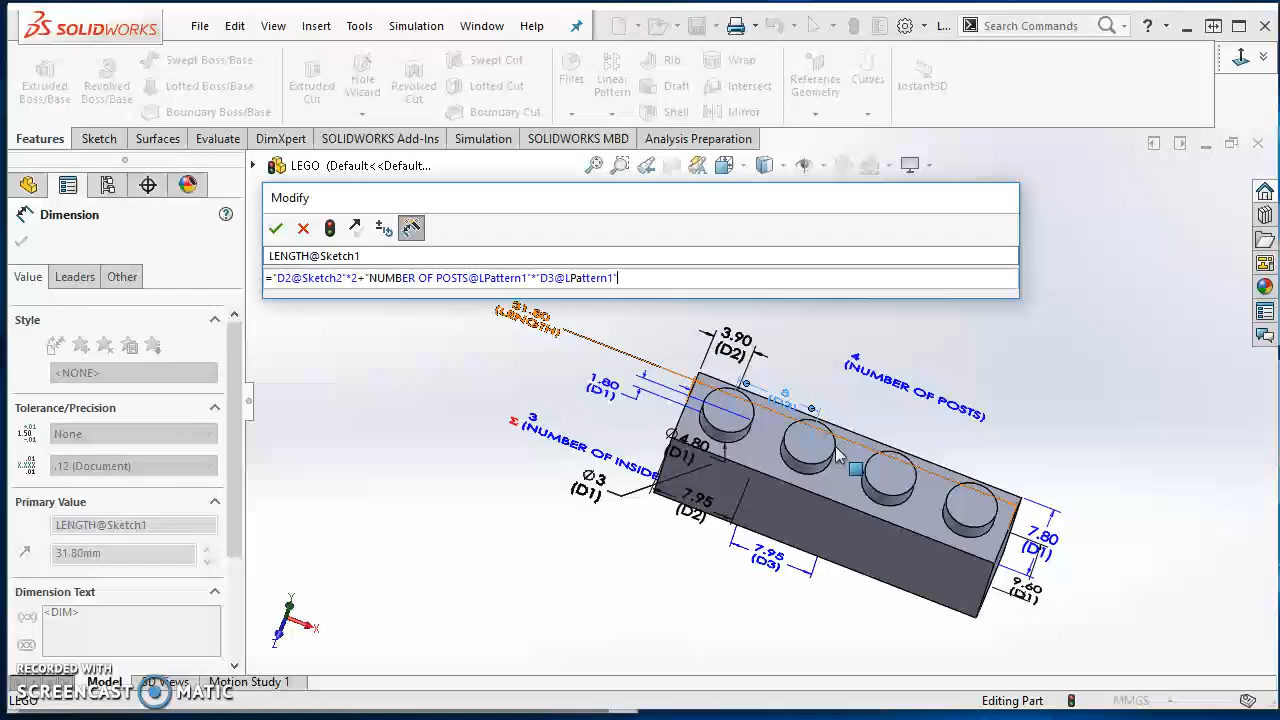 SOLIDWORKS
File Edit View Insert Tools Simulation Window Help
L... Search Commands
Extruded Boss/Base
Revolved Boss/Base
Swept Boss/Base
Lofted Boss/Base
Boundary Boss/Base
Extruded Cut
Hole Wizard
Revolved Cut
Swept Cut
Lofted Cut
Boundary Cut
Fillet
Linear Pattern
Rib
Draft
Shell
Wrap
Intersect
Mirror
Reference Geometry
Curves
Instant3D
Features Sketch Surfaces Evaluate DimXpert SOLIDWORKS Add-Ins Simulation SOLIDWORKS MBD Analysis Preparation
LEGO (Default<<Default...
Dimension
Value Leaders Other
Style
<NONE>
Tolerance/Precision
None
.12 (Document)
Primary Value
LENGTH@Sketch1
31.80mm
Dimension Text
<DIM>
Modify
LENGTH@Sketch1
="D2@Sketch2"*2+"NUMBER OF POSTS@LPattern1"*"D3@LPattern1"
31.80
(LENGTH)
3.90
(D2)
4
(NUMBER OF POSTS)
1.80
(D1)
8
(D3)
Σ 3
(NUMBER OF INSIDE
Ø4.80
(D1)
Ø3
(D1)
7.95
(D2)
7.95
(D3)
7.80
(D1)
9.60
(D1)
Y
X
Z
RECORDED WITH
SCREENCAST MATIC
Model 3D Views Motion Study 1
LEGO
Editing Part
MMGS